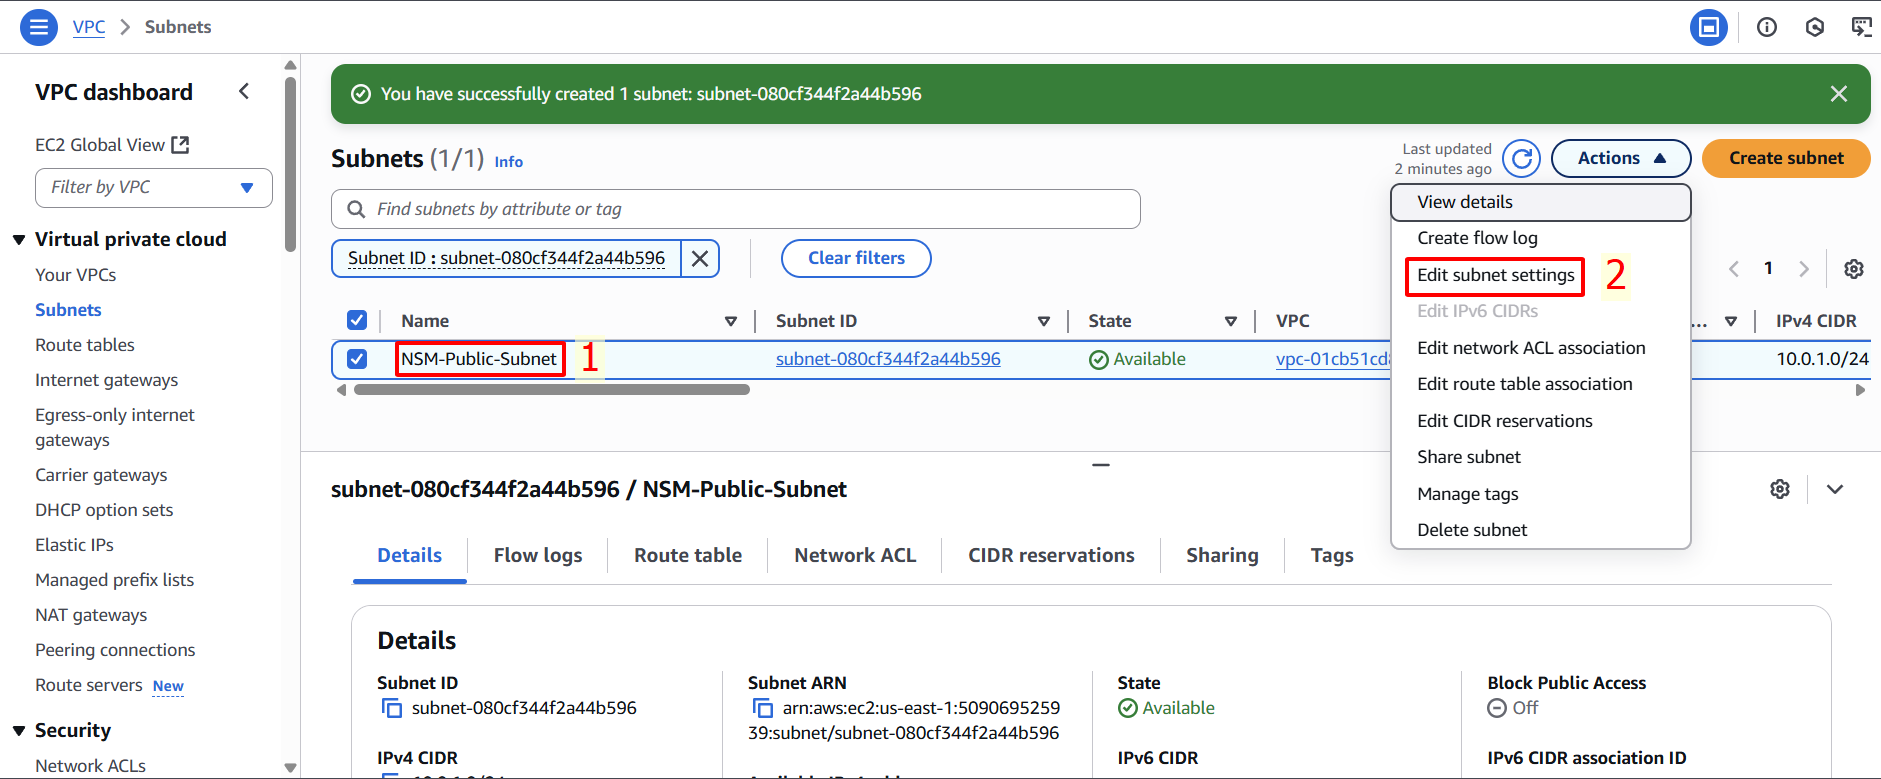 VPC > Subnets
VPC dashboard
EC2 Global View
Filter by VPC
Virtual private cloud
Your VPCs
Subnets
Route tables
Internet gateways
Egress-only internet
gateways
Carrier gateways
DHCP option sets
Elastic IPs
Managed prefix lists
NAT gateways
Peering connections
Route servers New
Security
Network ACLs
You have successfully created 1 subnet: subnet-080cf344f2a44b596
Subnets (1/1) Info
Last updated
2 minutes ago
Actions
Create subnet
Find subnets by attribute or tag
Subnet ID : subnet-080cf344f2a44b596
Clear filters
View details
Create flow log
Edit subnet settings 2
Edit IPv6 CIDRs
Edit network ACL association
Edit route table association
Edit CIDR reservations
Share subnet
Manage tags
Delete subnet
1
Name Subnet ID State VPC ... IPv4 CIDR
NSM-Public-Subnet 1 subnet-080cf344f2a44b596 Available vpc-01cb51cd 10.0.1.0/24
subnet-080cf344f2a44b596 / NSM-Public-Subnet
Details Flow logs Route table Network ACL CIDR reservations Sharing Tags
Details
Subnet ID
subnet-080cf344f2a44b596
Subnet ARN
arn:aws:ec2:us-east-1:5090695259
39:subnet/subnet-080cf344f2a44b596
State
Available
Block Public Access
Off
IPv4 CIDR
IPv6 CIDR
IPv6 CIDR association ID